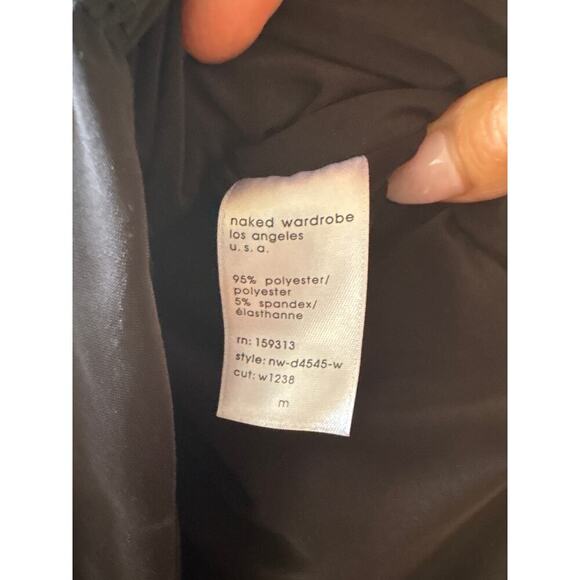 naked wardrobe
los angeles
u.s.a.
95% polyester/
polyester
5% spandex/
élasthanne
rn: 159313
style: nw-d4545-w
cut: w1238
m